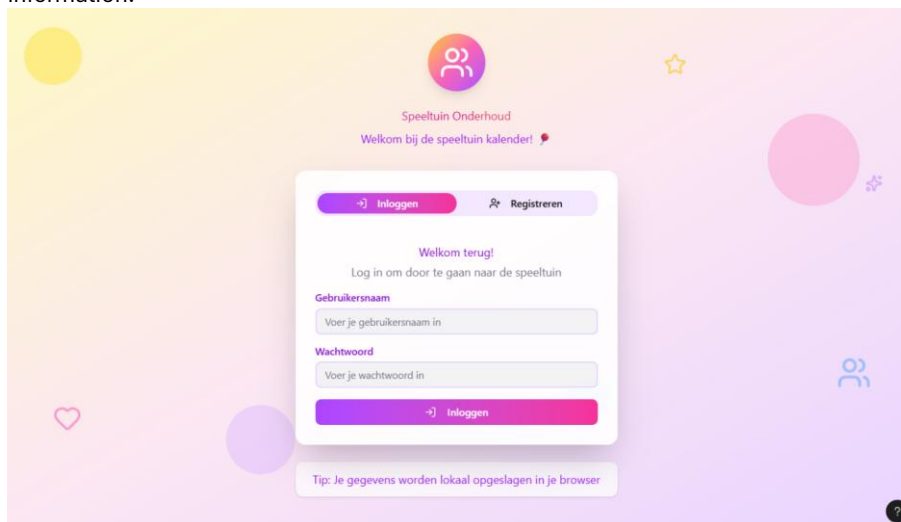 Speeltuin Onderhoud
Welkom bij de speeltuin kalender!
Inloggen
Registreren
Welkom terug!
Log in om door te gaan naar de speeltuin
Gebruikersnaam
Voer je gebruikersnaam in
Wachtwoord
Voer je wachtwoord in
Inloggen
Tip: Je gegevens worden lokaal opgeslagen in je browser
?